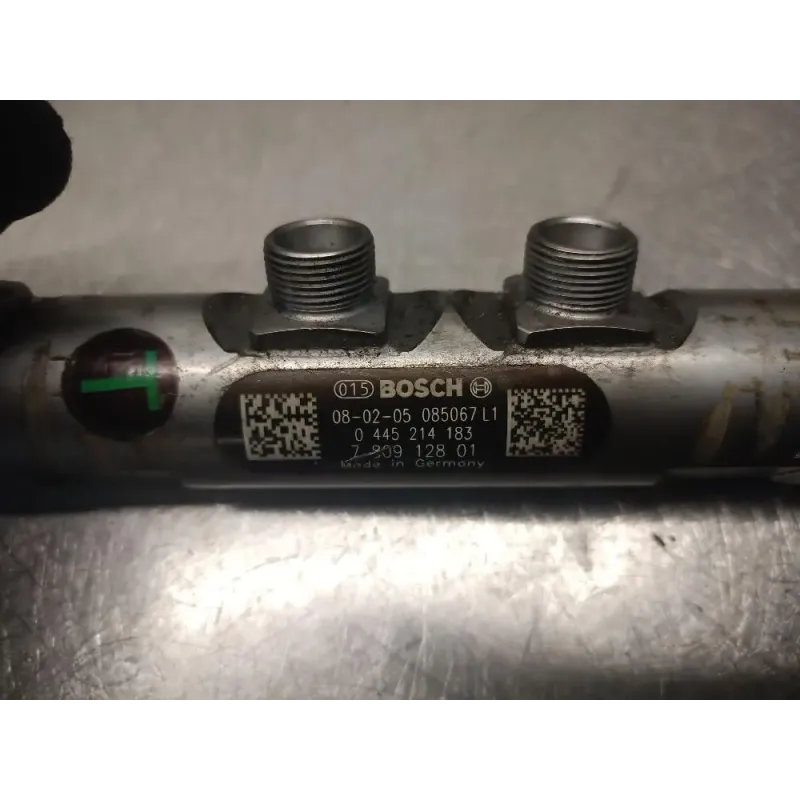 015 BOSCH
08-02-05 085067 L1
0 445 214 183
7 809 128 01
Made in Germany